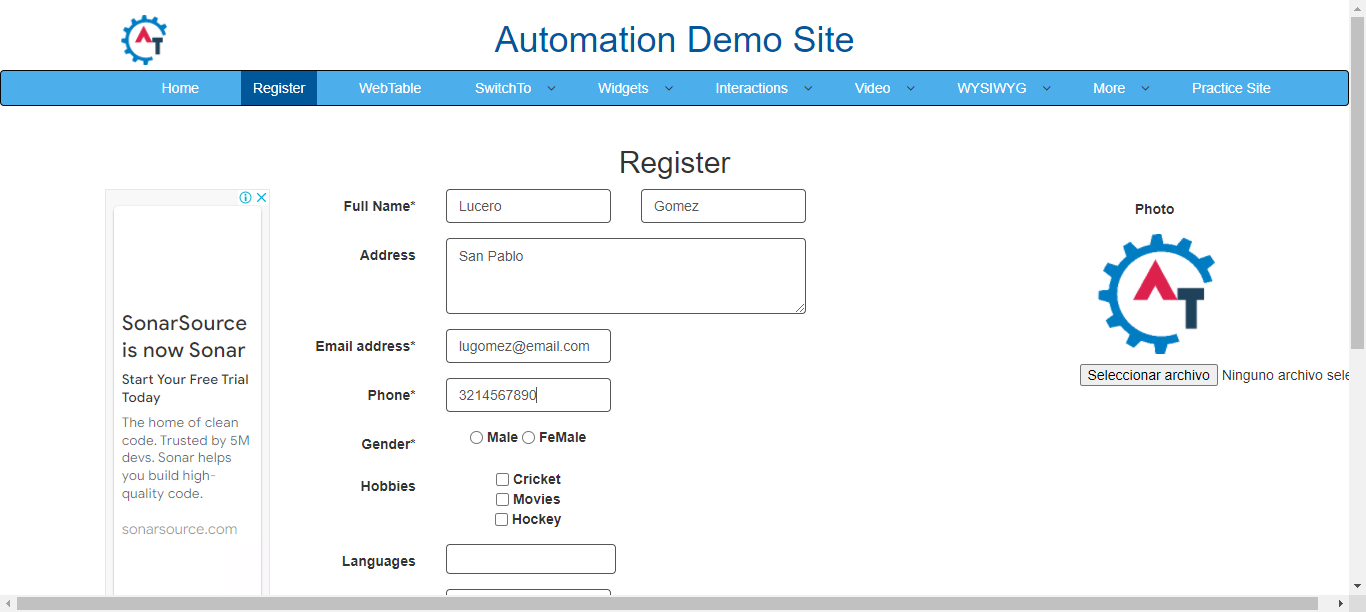 Automation Demo Site
Home Register WebTable SwitchTo Widgets Interactions Video WYSIWYG More Practice Site
Register
SonarSource
is now Sonar
Start Your Free Trial
Today
The home of clean
code. Trusted by 5M
devs. Sonar helps
you build high-
quality code.
sonarsource.com
Full Name* Lucero Gomez
Address San Pablo
Email address* lugomez@email.com
Phone* 3214567890
Gender* Male FeMale
Hobbies Cricket
Movies
Hockey
Languages
Photo
AT
Seleccionar archivo Ninguno archivo sele